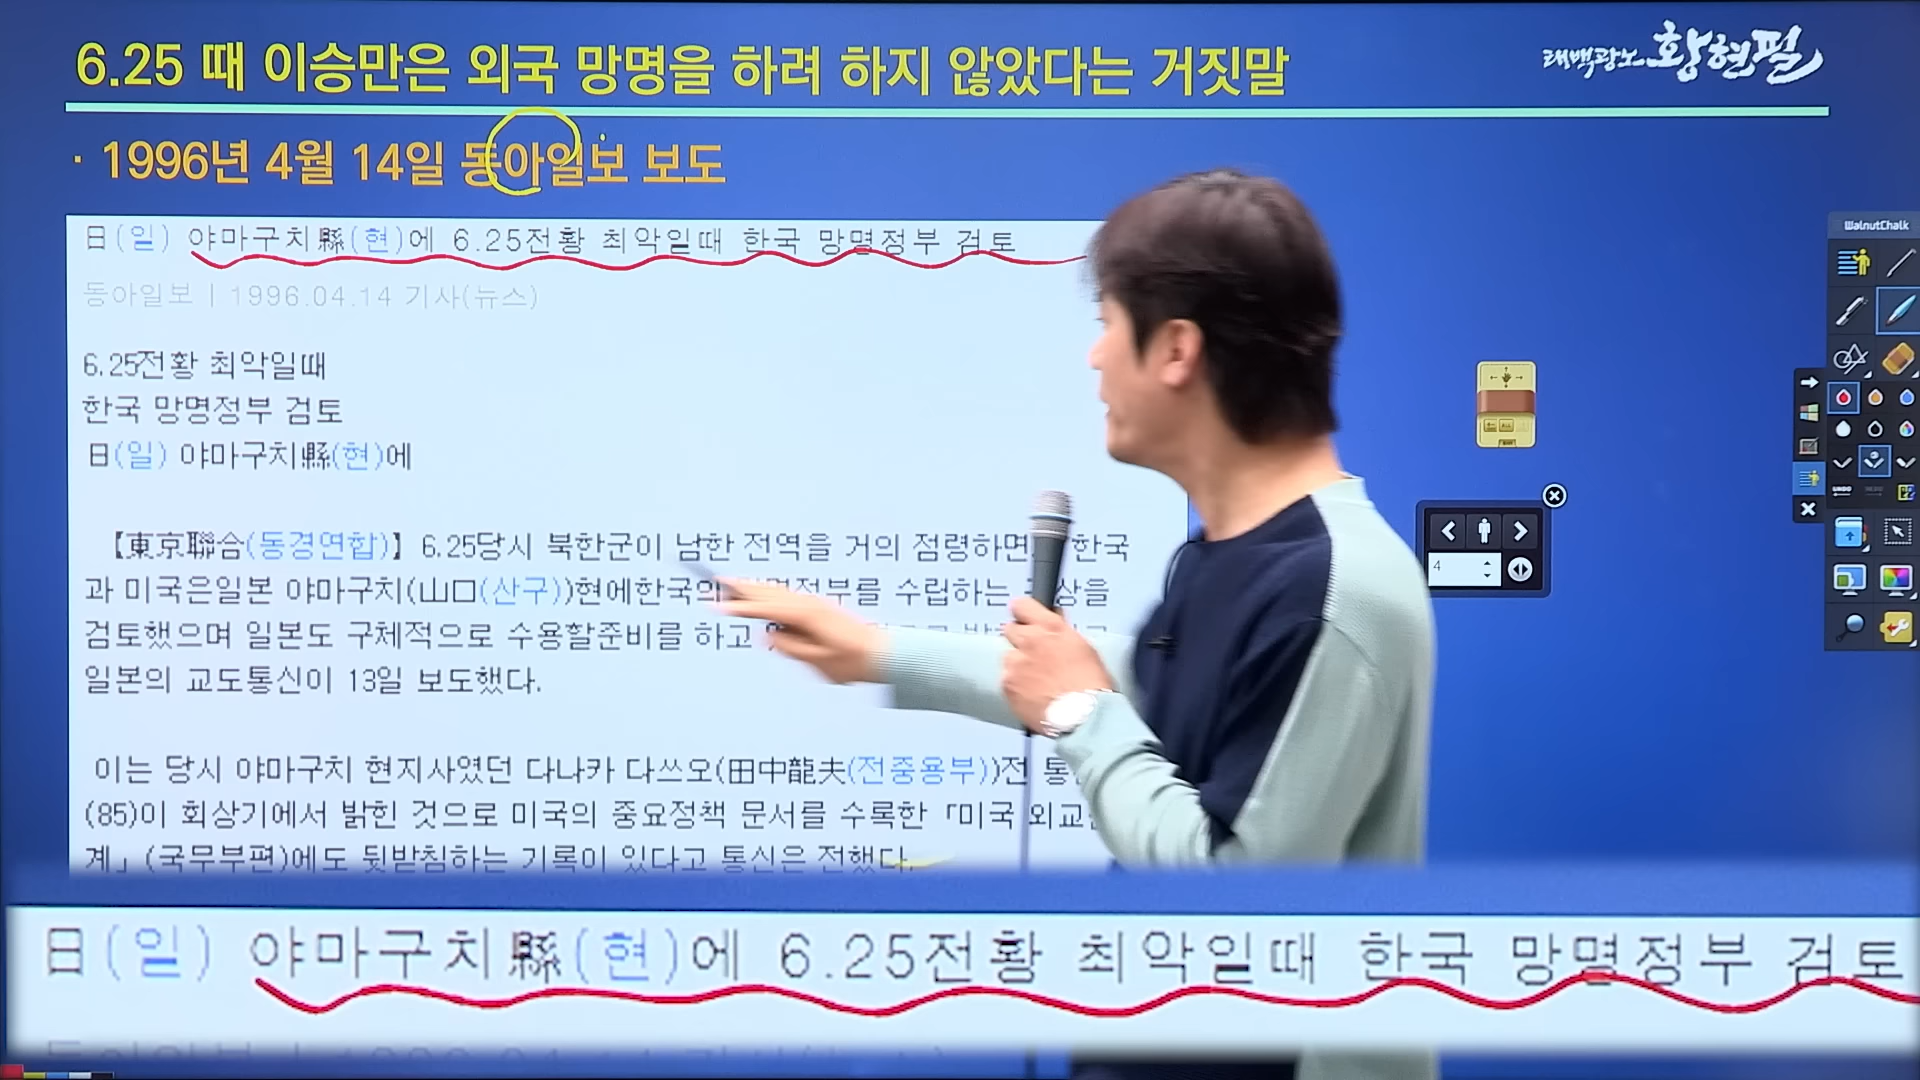 6.25 때 이승만은 외국 망명을 하려 하지 않았다는 거짓말
태백광노 황현필
· 1996년 4월 14일 동아일보 보도
日(일) 야마구치縣(현)에 6.25전황 최악일때 한국 망명정부 검토
동아일보 | 1996.04.14 기사(뉴스)
6.25전황 최악일때
한국 망명정부 검토
日(일) 야마구치縣(현)에
【東京聯合(동경연합)】 6.25당시 북한군이 남한 전역을 거의 점령하면 한국
과 미국은일본 야마구치(山口(산구))현에한국의 망명정부를 수립하는 구상을
검토했으며 일본도 구체적으로 수용할준비를 하고
일본의 교도통신이 13일 보도했다.
이는 당시 야마구치 현지사였던 다나카 다쓰오(田中龍夫(전중용부))전
(85)이 회상기에서 밝힌 것으로 미국의 중요정책 문서를 수록한 「미국 외교관
계」(국무부편)에도 뒷받침하는 기록이 있다고 통신은 전했다.
WalnutChalk
4
日(일) 야마구치縣(현)에 6.25전황 최악일때 한국 망명정부 검토